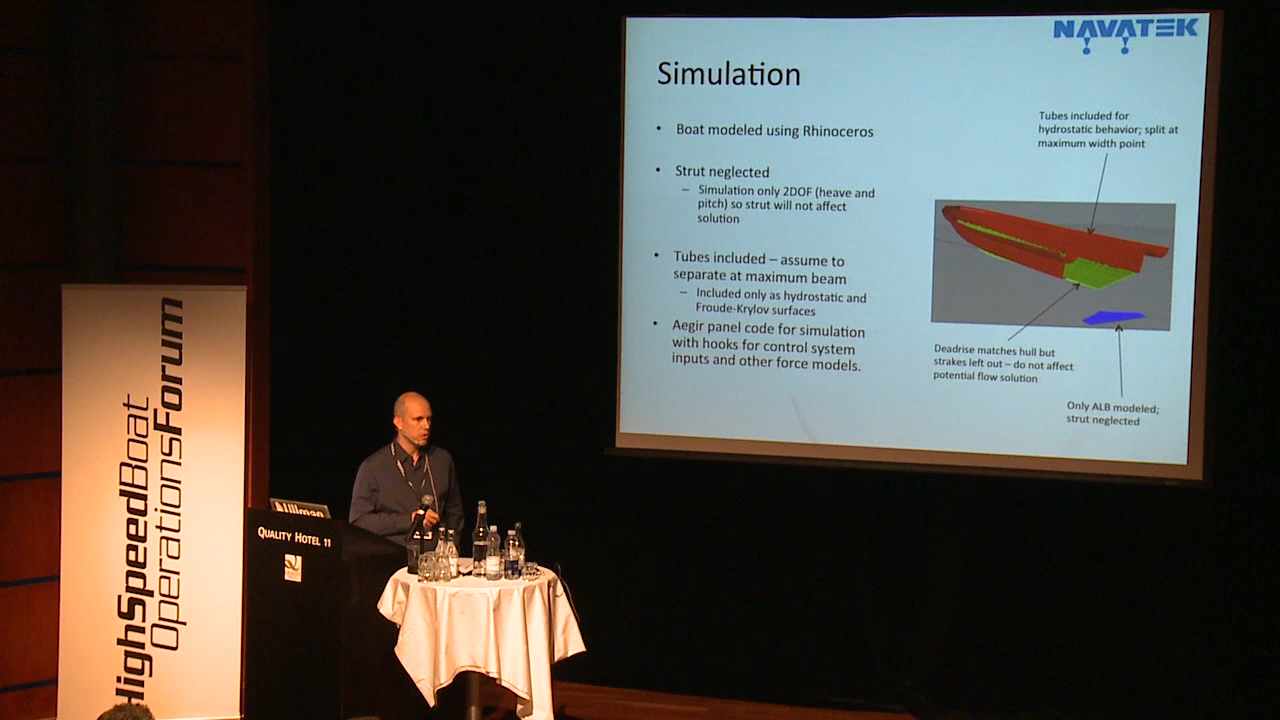 NAVATEK
Simulation
• Boat modeled using Rhinoceros
• Strut neglected
– Simulation only 2DOF (heave and
pitch) so strut will not affect
solution
• Tubes included – assume to
separate at maximum beam
– Included only as hydrostatic and
Froude-Krylov surfaces
• Aegir panel code for simulation
with hooks for control system
inputs and other force models.
Tubes included for
hydrostatic behavior; split at
maximum width point
Deadrise matches hull but
strakes left out – do not affect
potential flow solution
Only ALB modeled;
strut neglected
HighSpeedBoat
OperationsForum
Ullman
QUALITY HOTEL 11